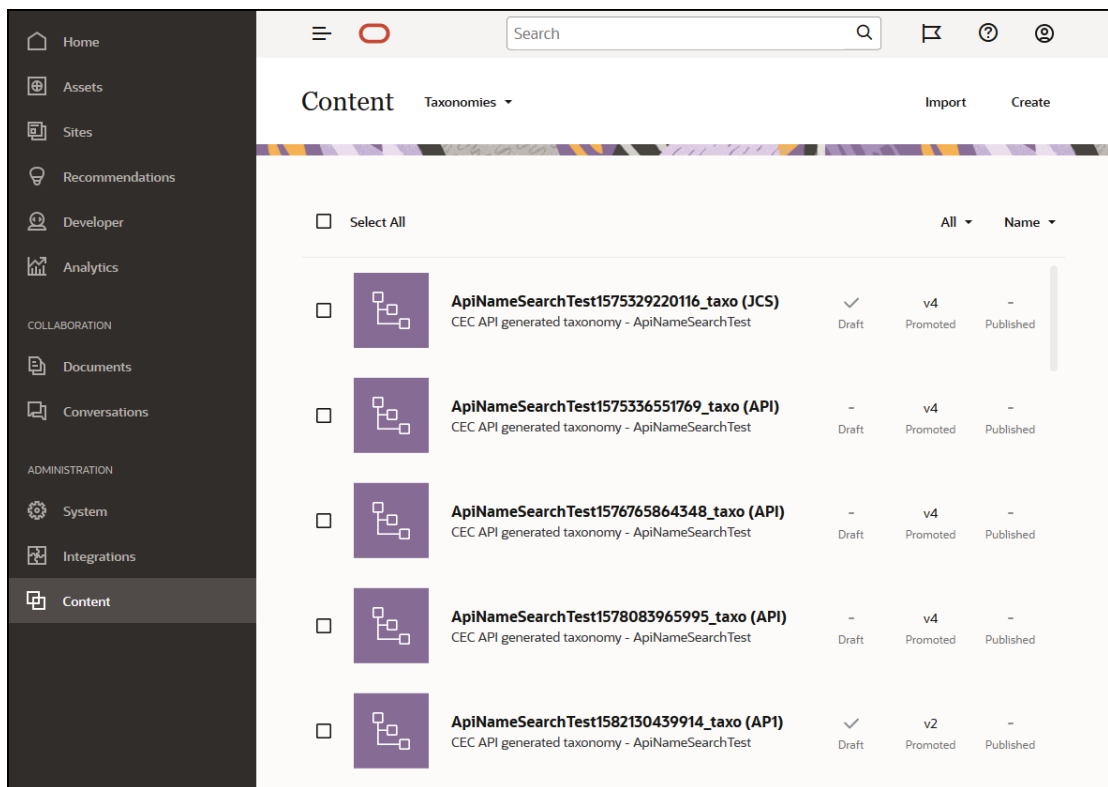 Home
Assets
Sites
Recommendations
Developer
Analytics
COLLABORATION
Documents
Conversations
ADMINISTRATION
System
Integrations
Content
Search
Content Taxonomies Import Create
Select All All Name
ApiNameSearchTest1575329220116_taxo (JCS)
CEC API generated taxonomy - ApiNameSearchTest
v4 -
Draft Promoted Published
ApiNameSearchTest1575336551769_taxo (API)
CEC API generated taxonomy - ApiNameSearchTest
- v4 -
Draft Promoted Published
ApiNameSearchTest1576765864348_taxo (API)
CEC API generated taxonomy - ApiNameSearchTest
- v4 -
Draft Promoted Published
ApiNameSearchTest1578083965995_taxo (API)
CEC API generated taxonomy - ApiNameSearchTest
- v4 -
Draft Promoted Published
ApiNameSearchTest1582130439914_taxo (AP1)
CEC API generated taxonomy - ApiNameSearchTest
v2 -
Draft Promoted Published